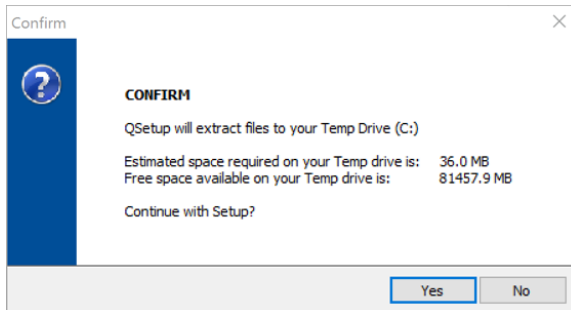 Confirm
CONFIRM
QSetup will extract files to your Temp Drive (C:)
Estimated space required on your Temp drive is: 36.0 MB
Free space available on your Temp drive is: 81457.9 MB
Continue with Setup?
Yes No